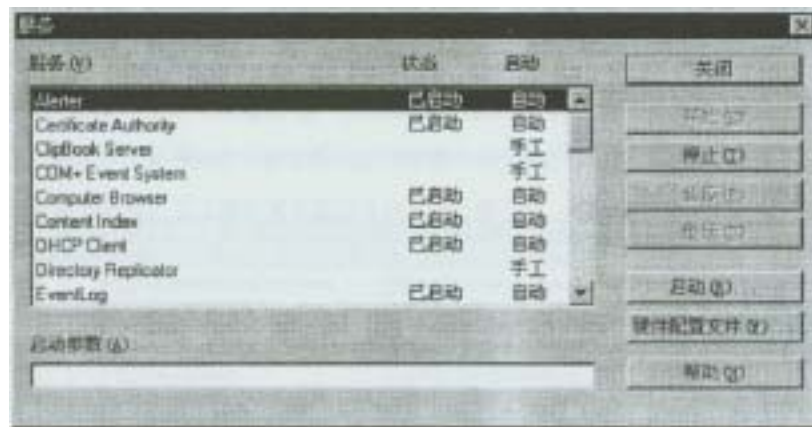 服务
服务(V) 状态 启动
Alerter 已启动 自动
Certificate Authority 已启动 自动
ClipBook Server 手工
COM+ Event System 手工
Computer Browser 已启动 自动
Content Index 已启动 自动
DHCP Client 已启动 自动
Directory Replicator 手工
EventLog 已启动 自动
启动参数(A)
关闭
停止(T)
启动(R)
硬件配置文件
帮助(H)